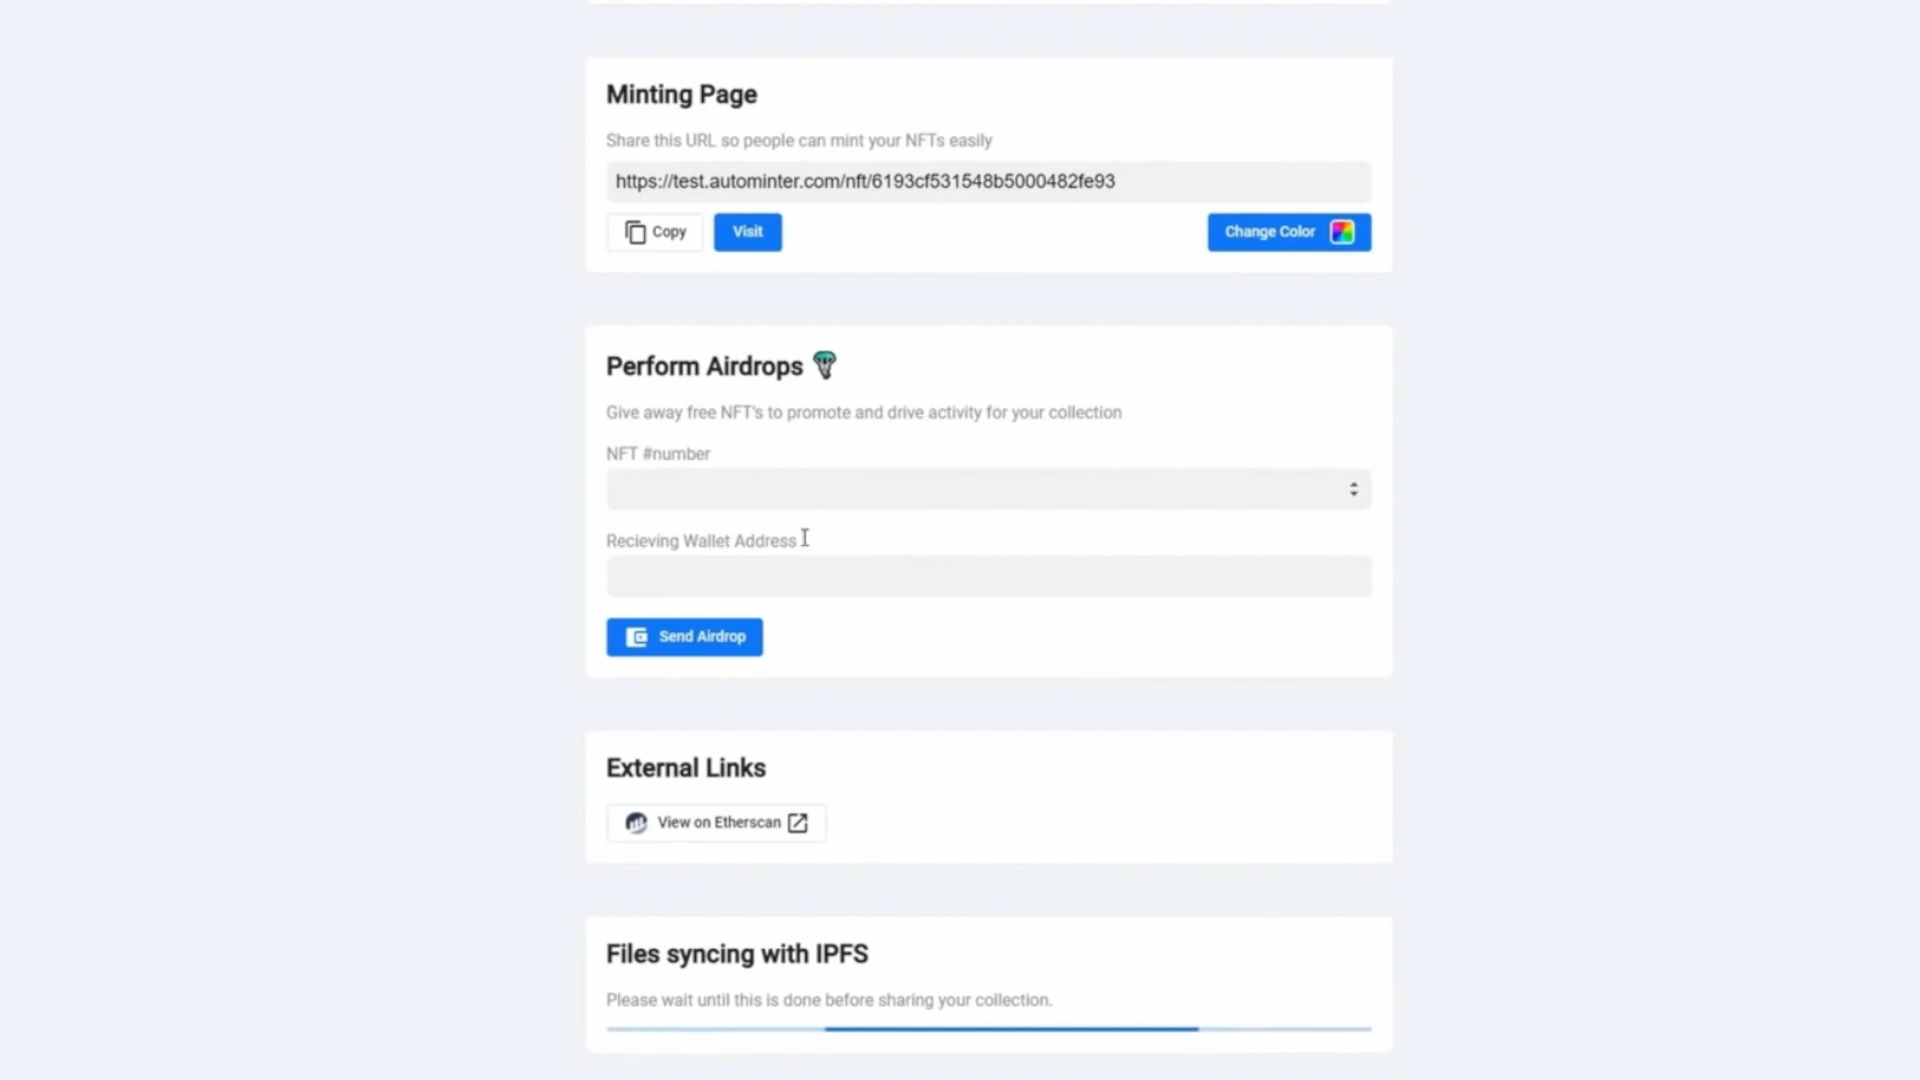 Minting Page
Share this URL so people can mint your NFTs easily
https://test.autominter.com/nft/6193cf531548b5000482fe93
Copy
Visit
Change Color
Perform Airdrops
Give away free NFT's to promote and drive activity for your collection
NFT #number
Recieving Wallet Address
Send Airdrop
External Links
View on Etherscan
Files syncing with IPFS
Please wait until this is done before sharing your collection.